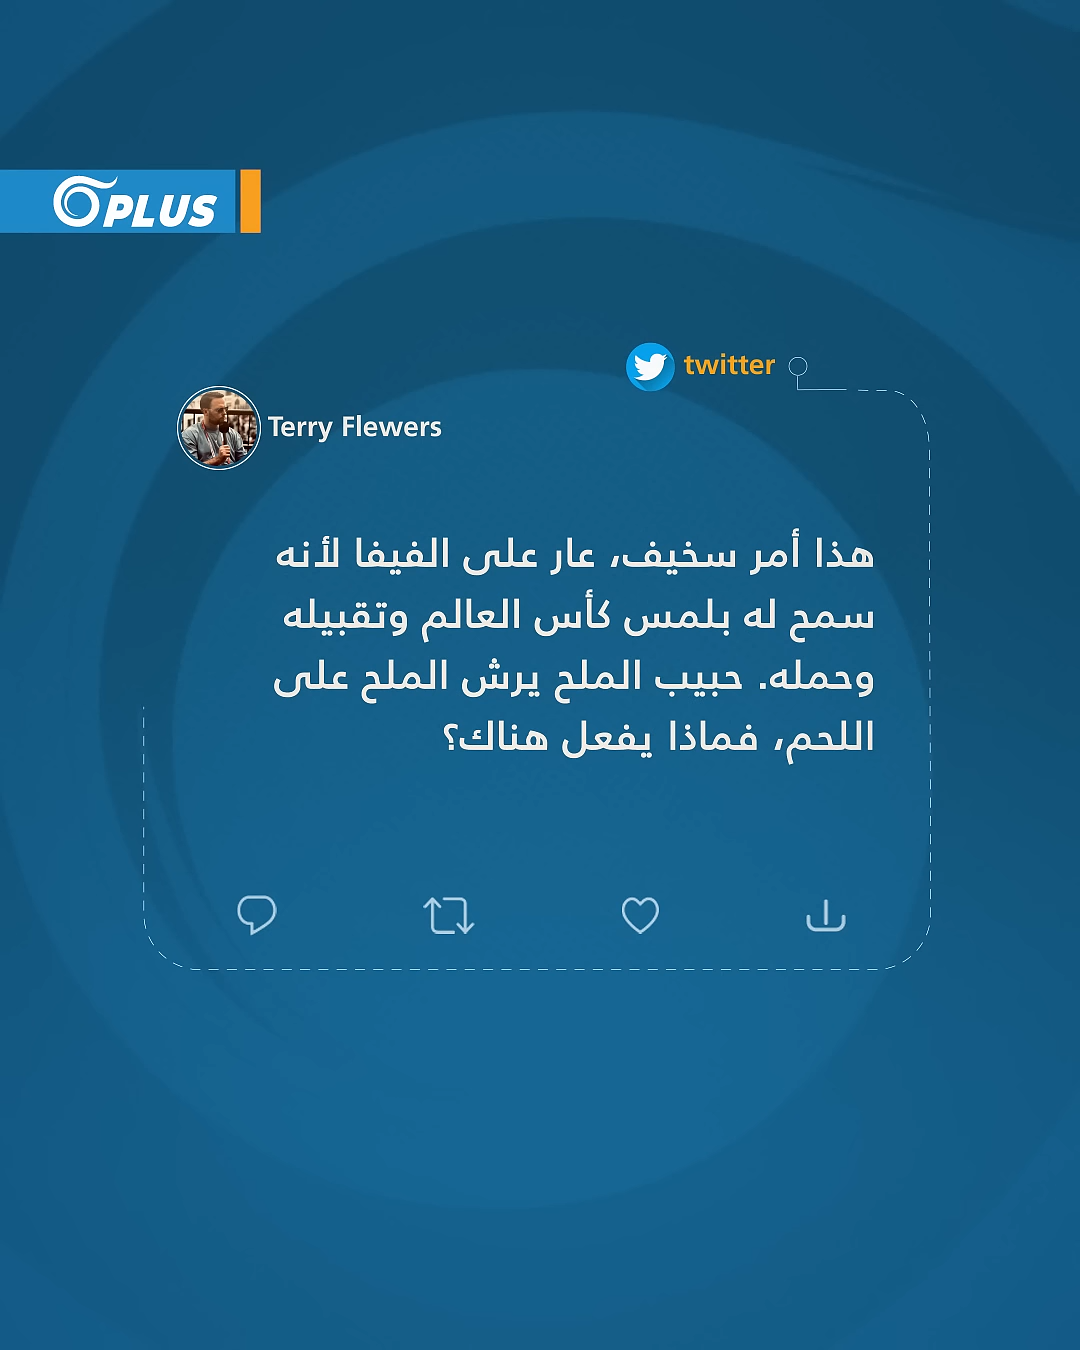 PLUS
twitter
Terry Flewers
هذا أمر سخيف، عار على الفيفا لأنه
سمح له بلمس كأس العالم وتقبيله
وحمله. حبيب الملح يرش الملح على
اللحم، فماذا يفعل هناك؟